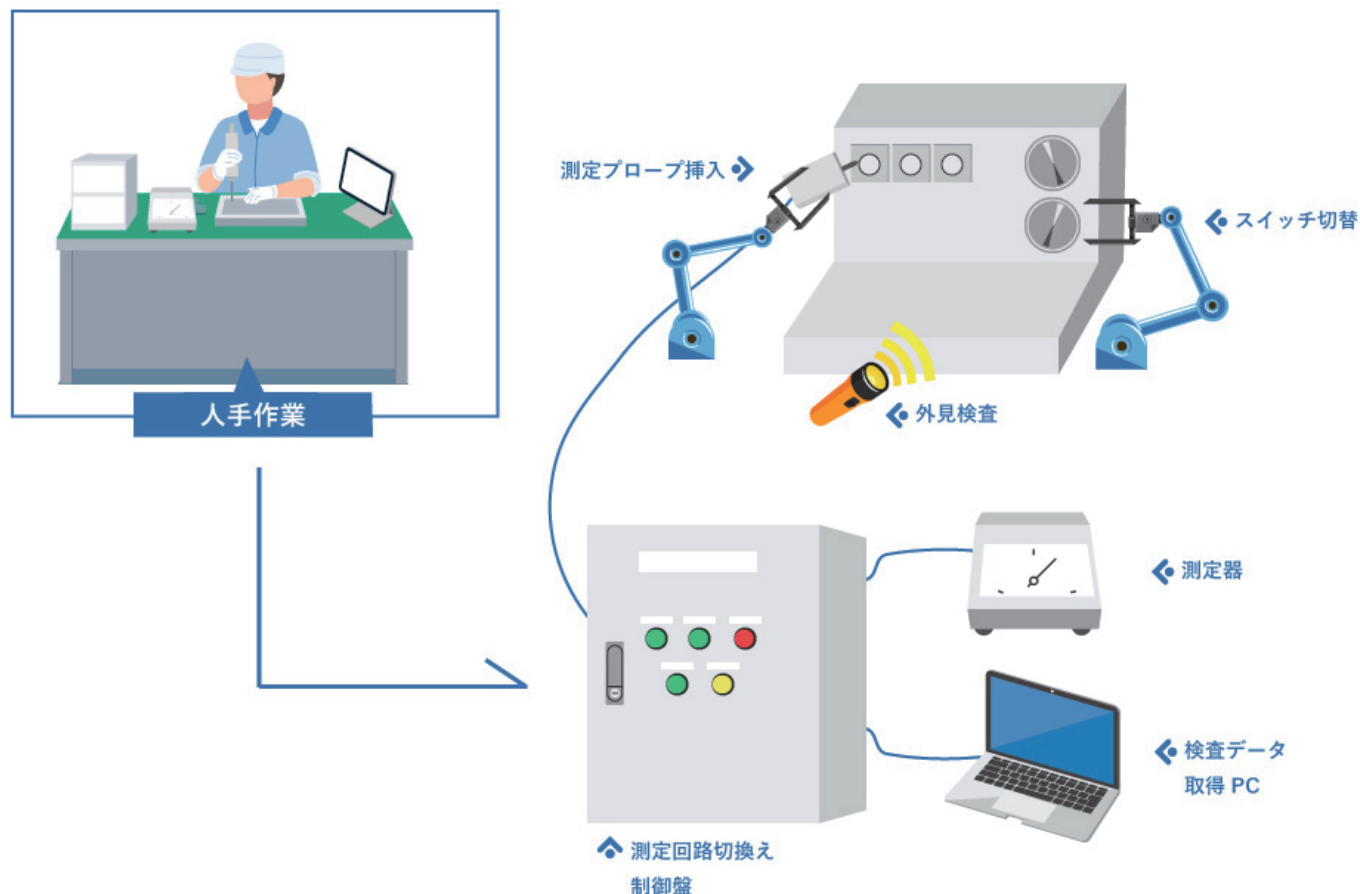 測定プローブ挿入
スイッチ切替
人手作業
外見検査
測定器
検査データ
取得 PC
測定回路切換え
制御盤